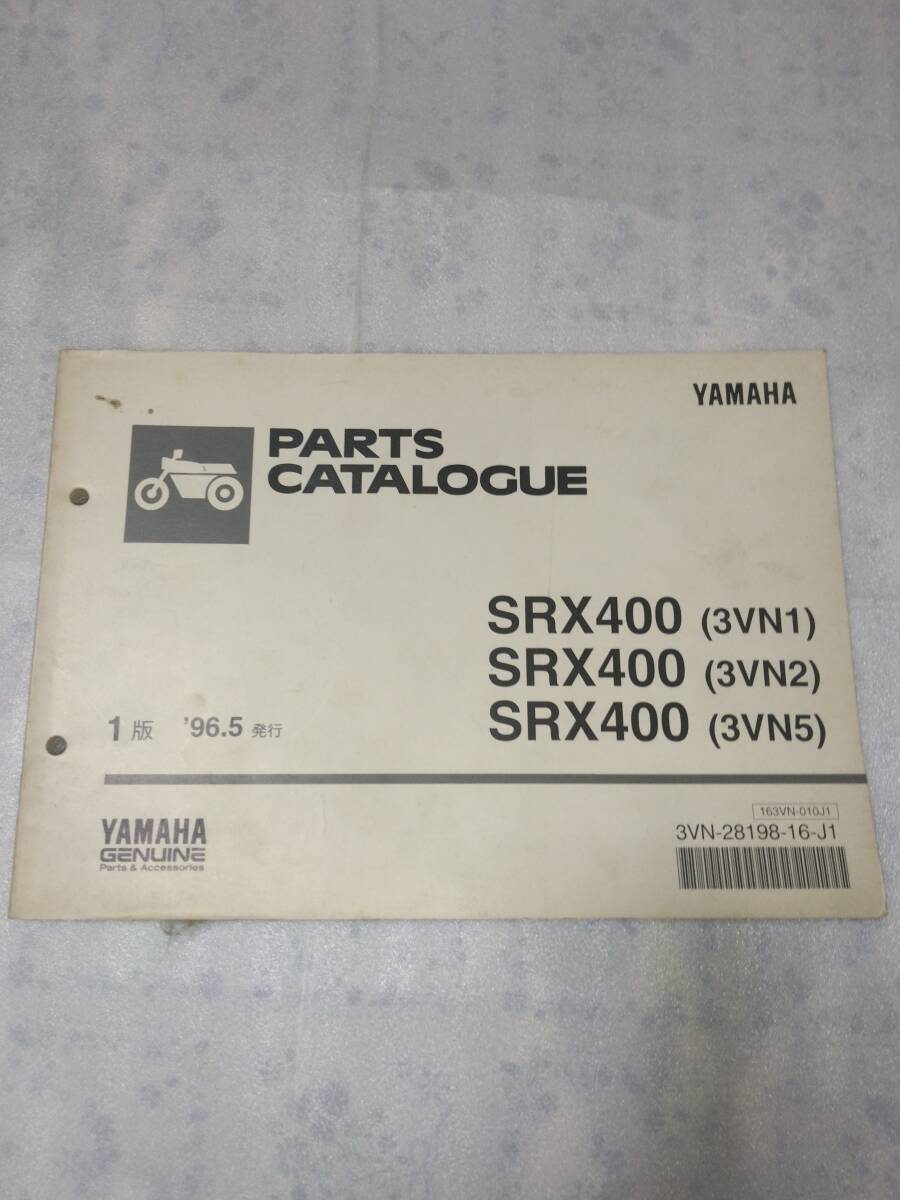 YAMAHA
PARTS
CATALOGUE
SRX400 (3VN1)
SRX400 (3VN2)
SRX400 (3VN5)
1版 '96.5 発行
YAMAHA
GENUINE
Parts & Accessories
163VN-010J1
3VN-28198-16-J1